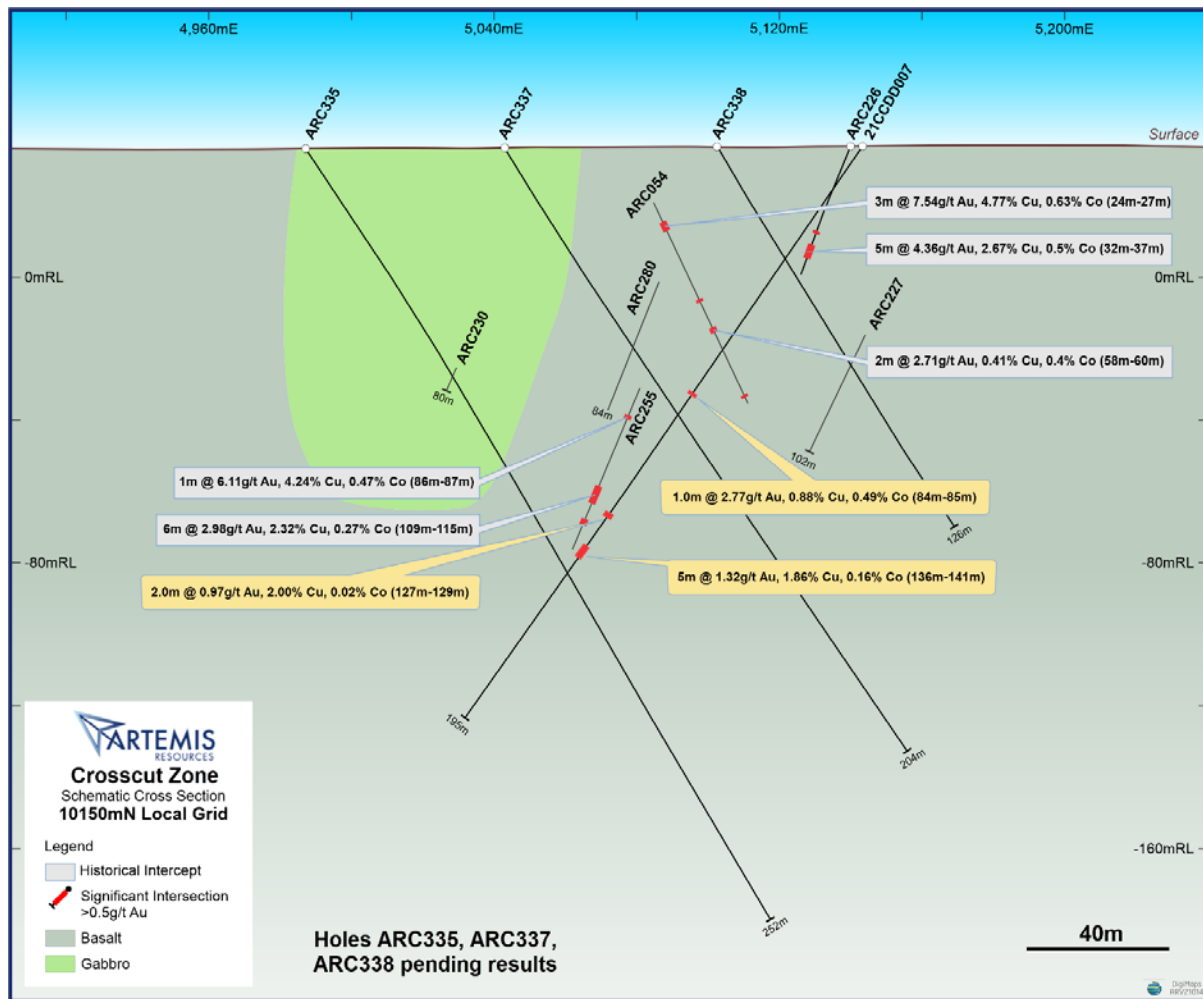 4,960mE
5,040mE
5,120mE
5,200mE
ARC335
ARC337
ARC338
ARC226
21CCDD007
Surface
ARC054
3m @ 7.54g/t Au, 4.77% Cu, 0.63% Co (24m-27m)
5m @ 4.36g/t Au, 2.67% Cu, 0.5% Co (32m-37m)
0mRL
0mRL
ARC280
ARC227
ARC230
2m @ 2.71g/t Au, 0.41% Cu, 0.4% Co (58m-60m)
80m
84m
ARC255
102m
1m @ 6.11g/t Au, 4.24% Cu, 0.47% Co (86m-87m)
1.0m @ 2.77g/t Au, 0.88% Cu, 0.49% Co (84m-85m)
6m @ 2.98g/t Au, 2.32% Cu, 0.27% Co (109m-115m)
126m
-80mRL
-80mRL
5m @ 1.32g/t Au, 1.86% Cu, 0.16% Co (136m-141m)
2.0m @ 0.97g/t Au, 2.00% Cu, 0.02% Co (127m-129m)
195m
204m
ARTEMIS
RESOURCES
Crosscut Zone
Schematic Cross Section
10150mN Local Grid
Legend
Historical Intercept
Significant Intersection
>0.5g/t Au
Basalt
Gabbro
-160mRL
252m
Holes ARC335, ARC337,
ARC338 pending results
40m
DigiMaps